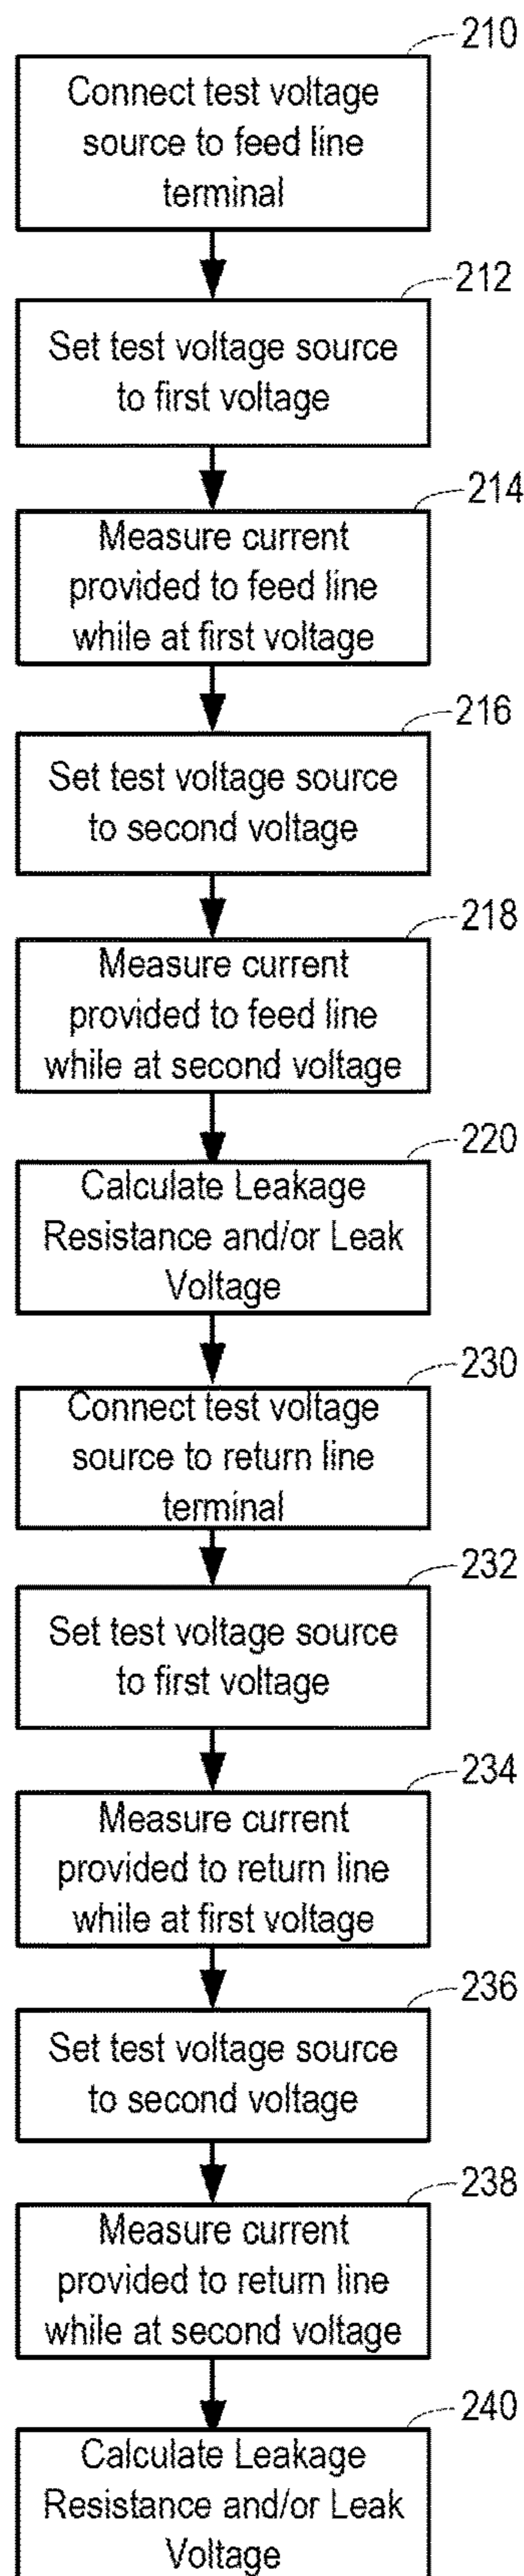 210
Connect test voltage
source to feed line
terminal
212
Set test voltage source
to first voltage
214
Measure current
provided to feed line
while at first voltage
216
Set test voltage source
to second voltage
218
Measure current
provided to feed line
while at second voltage
220
Calculate Leakage
Resistance and/or Leak
Voltage
230
Connect test voltage
source to return line
terminal
232
Set test voltage source
to first voltage
234
Measure current
provided to return line
while at first voltage
236
Set test voltage source
to second voltage
238
Measure current
provided to return line
while at second voltage
240
Calculate Leakage
Resistance and/or Leak
Voltage